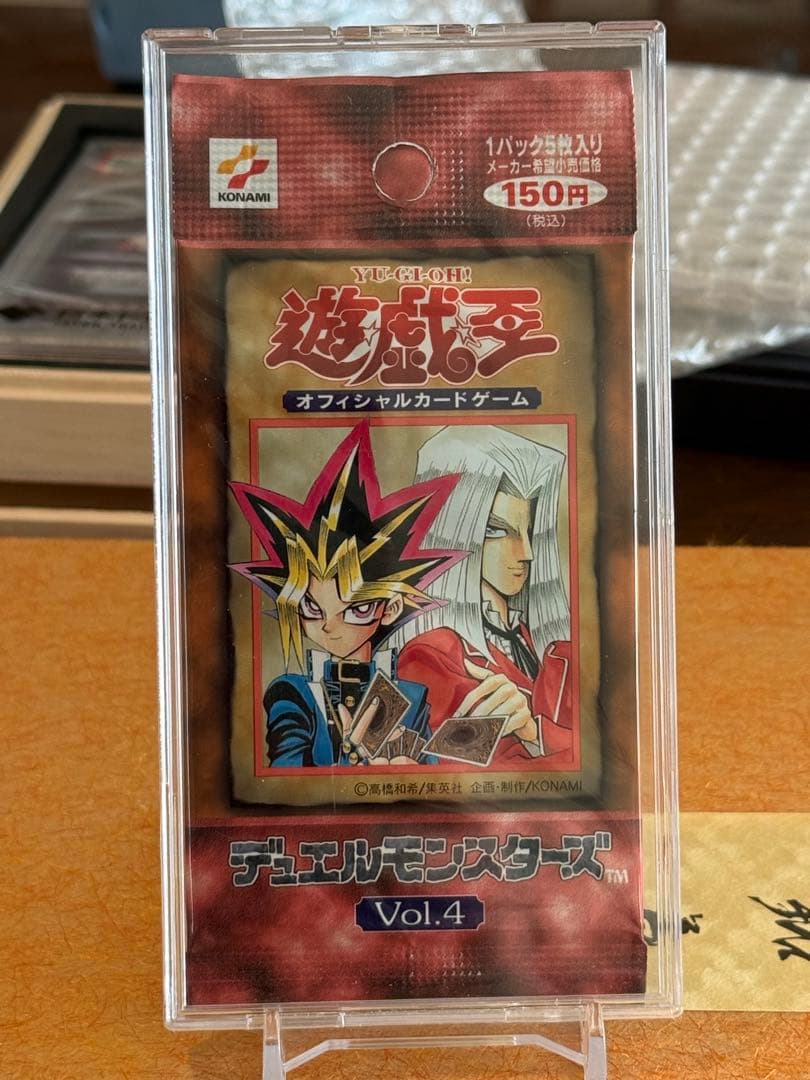 KONAMI
1パック5枚入り
メーカー希望小売価格
150円
(税込)
YU-GI-OH!
遊☆戯☆王
オフィシャルカードゲーム
©高橋和希/集英社 企画・制作/KONAMI
デュエルモンスターズ™
Vol.4